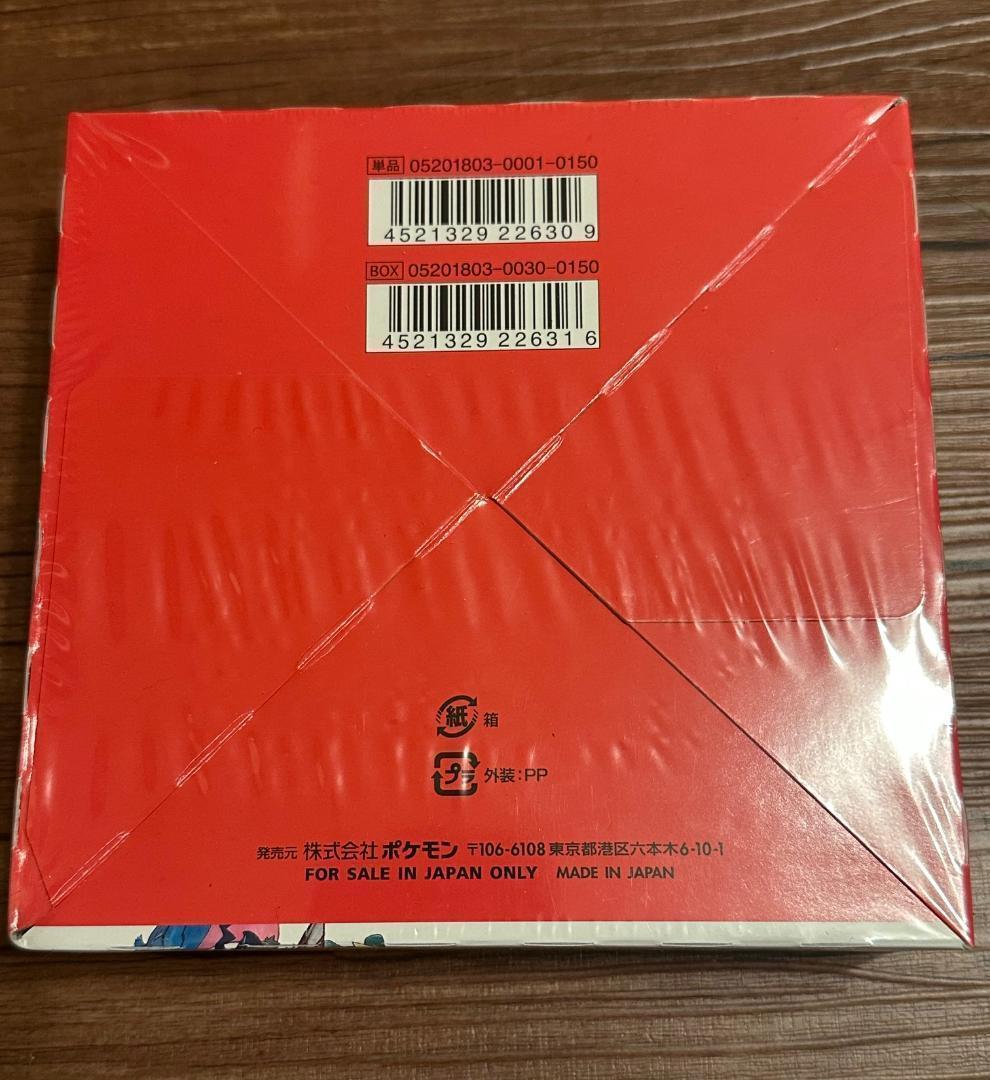 単品 05201803-0001-0150
4521329 22630 9
BOX 05201803-0030-0150
4521329 22631 6
紙 箱
プラ 外装:PP
発売元 株式会社ポケモン 〒106-6108 東京都港区六本木6-10-1
FOR SALE IN JAPAN ONLY MADE IN JAPAN